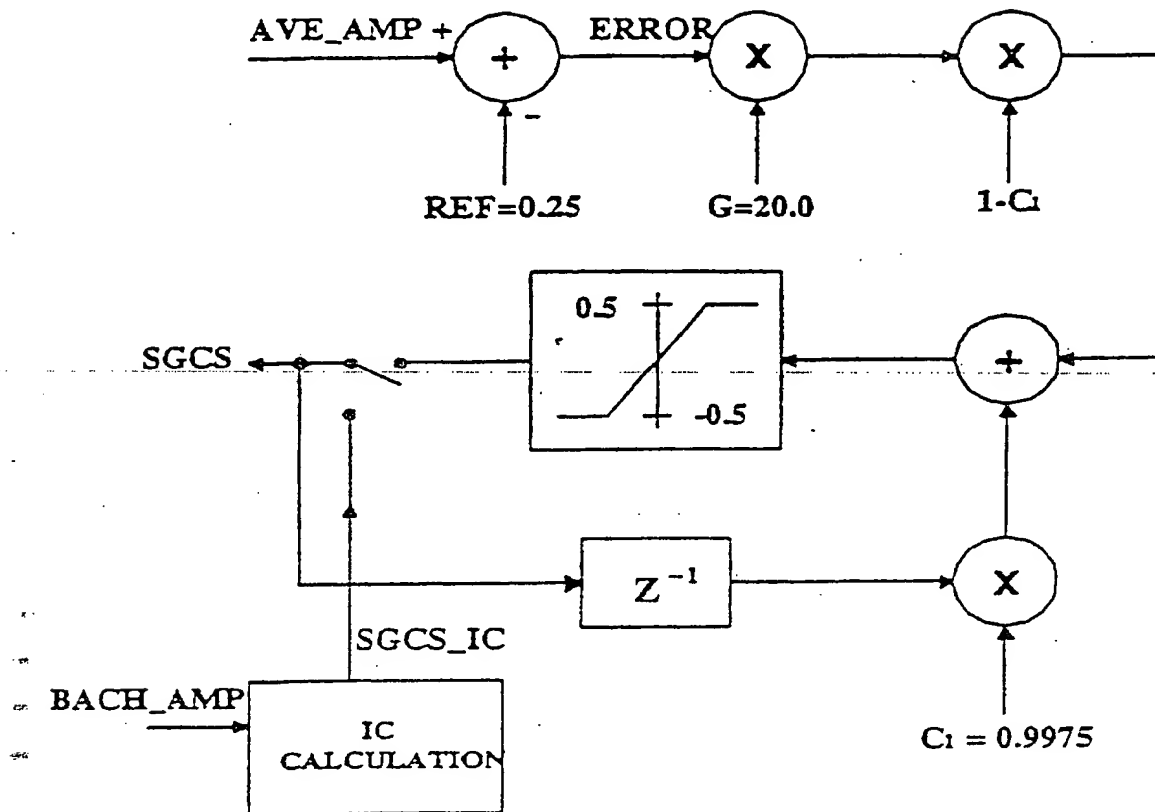 AVE_AMP +
ERROR
+
X
X
-
REF=0.25
G=20.0
1-C1
0.5
-0.5
SGCS
+
Z-1
X
SGCS_IC
BACH_AMP
IC
CALCULATION
C1 = 0.9975